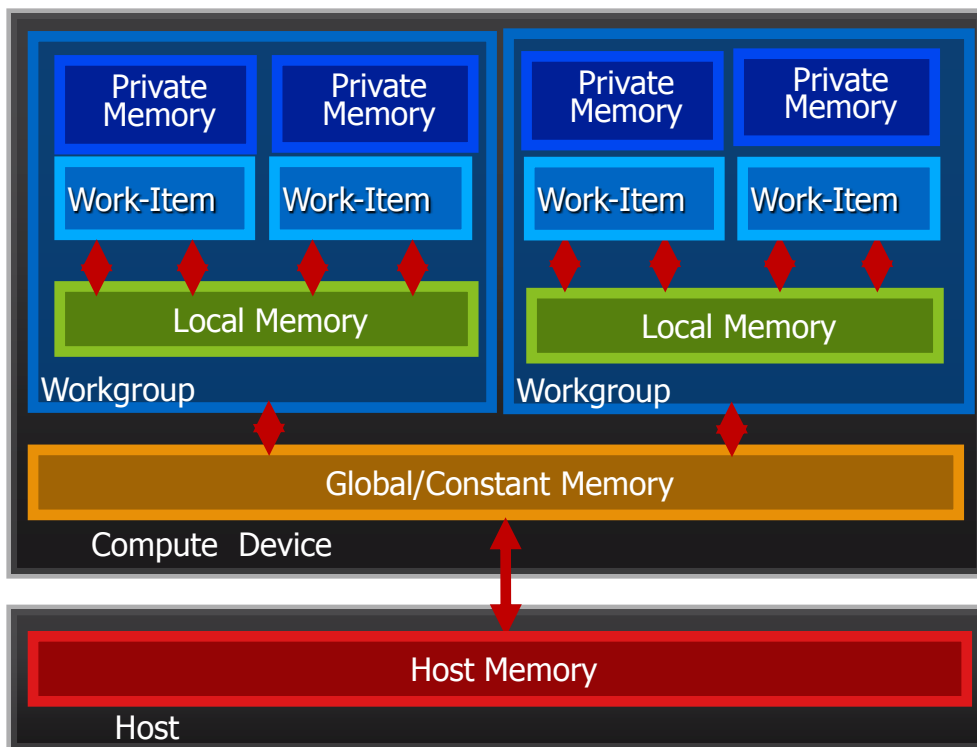 Private
Memory
Private
Memory
Private
Memory
Private
Memory
Work-Item
Work-Item
Work-Item
Work-Item
Local Memory
Local Memory
Workgroup
Workgroup
Global/Constant Memory
Compute Device
Host Memory
Host